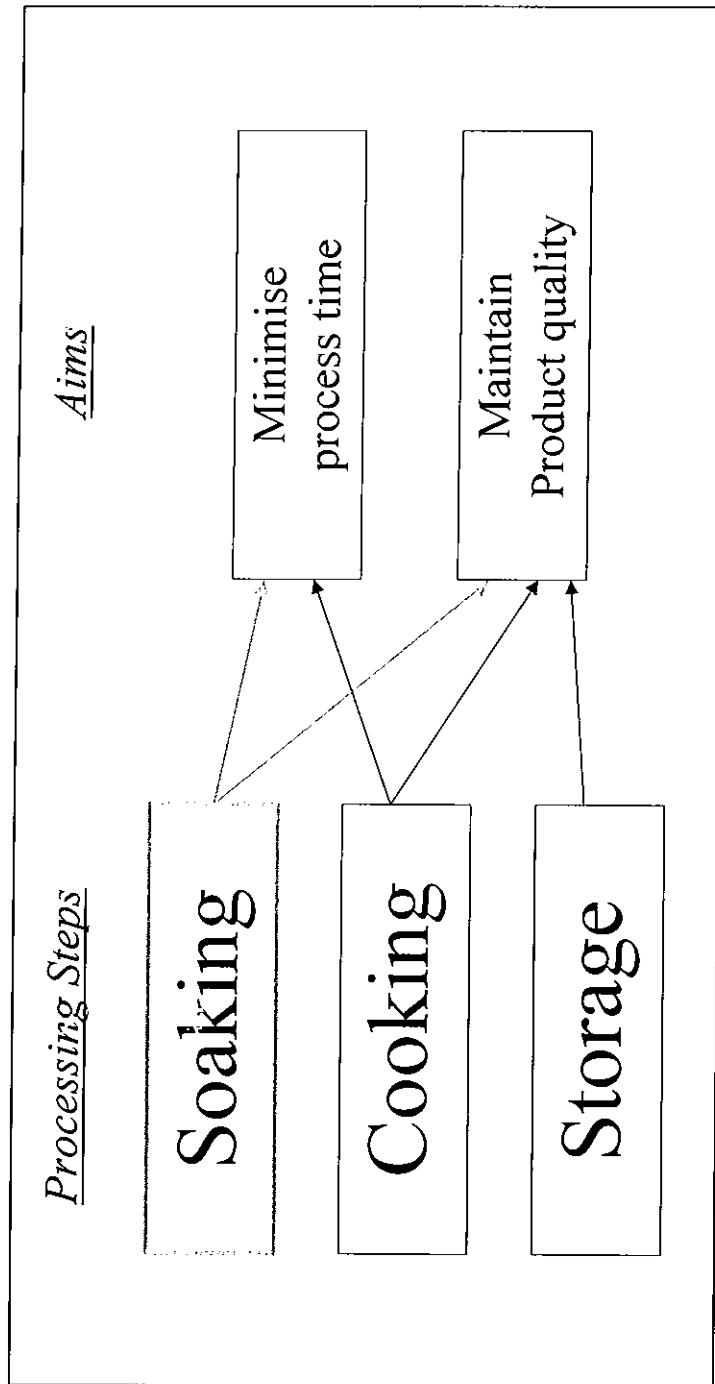 Processing Steps
Aims
Soaking
Cooking
Storage
Minimise
process time
Maintain
Product quality